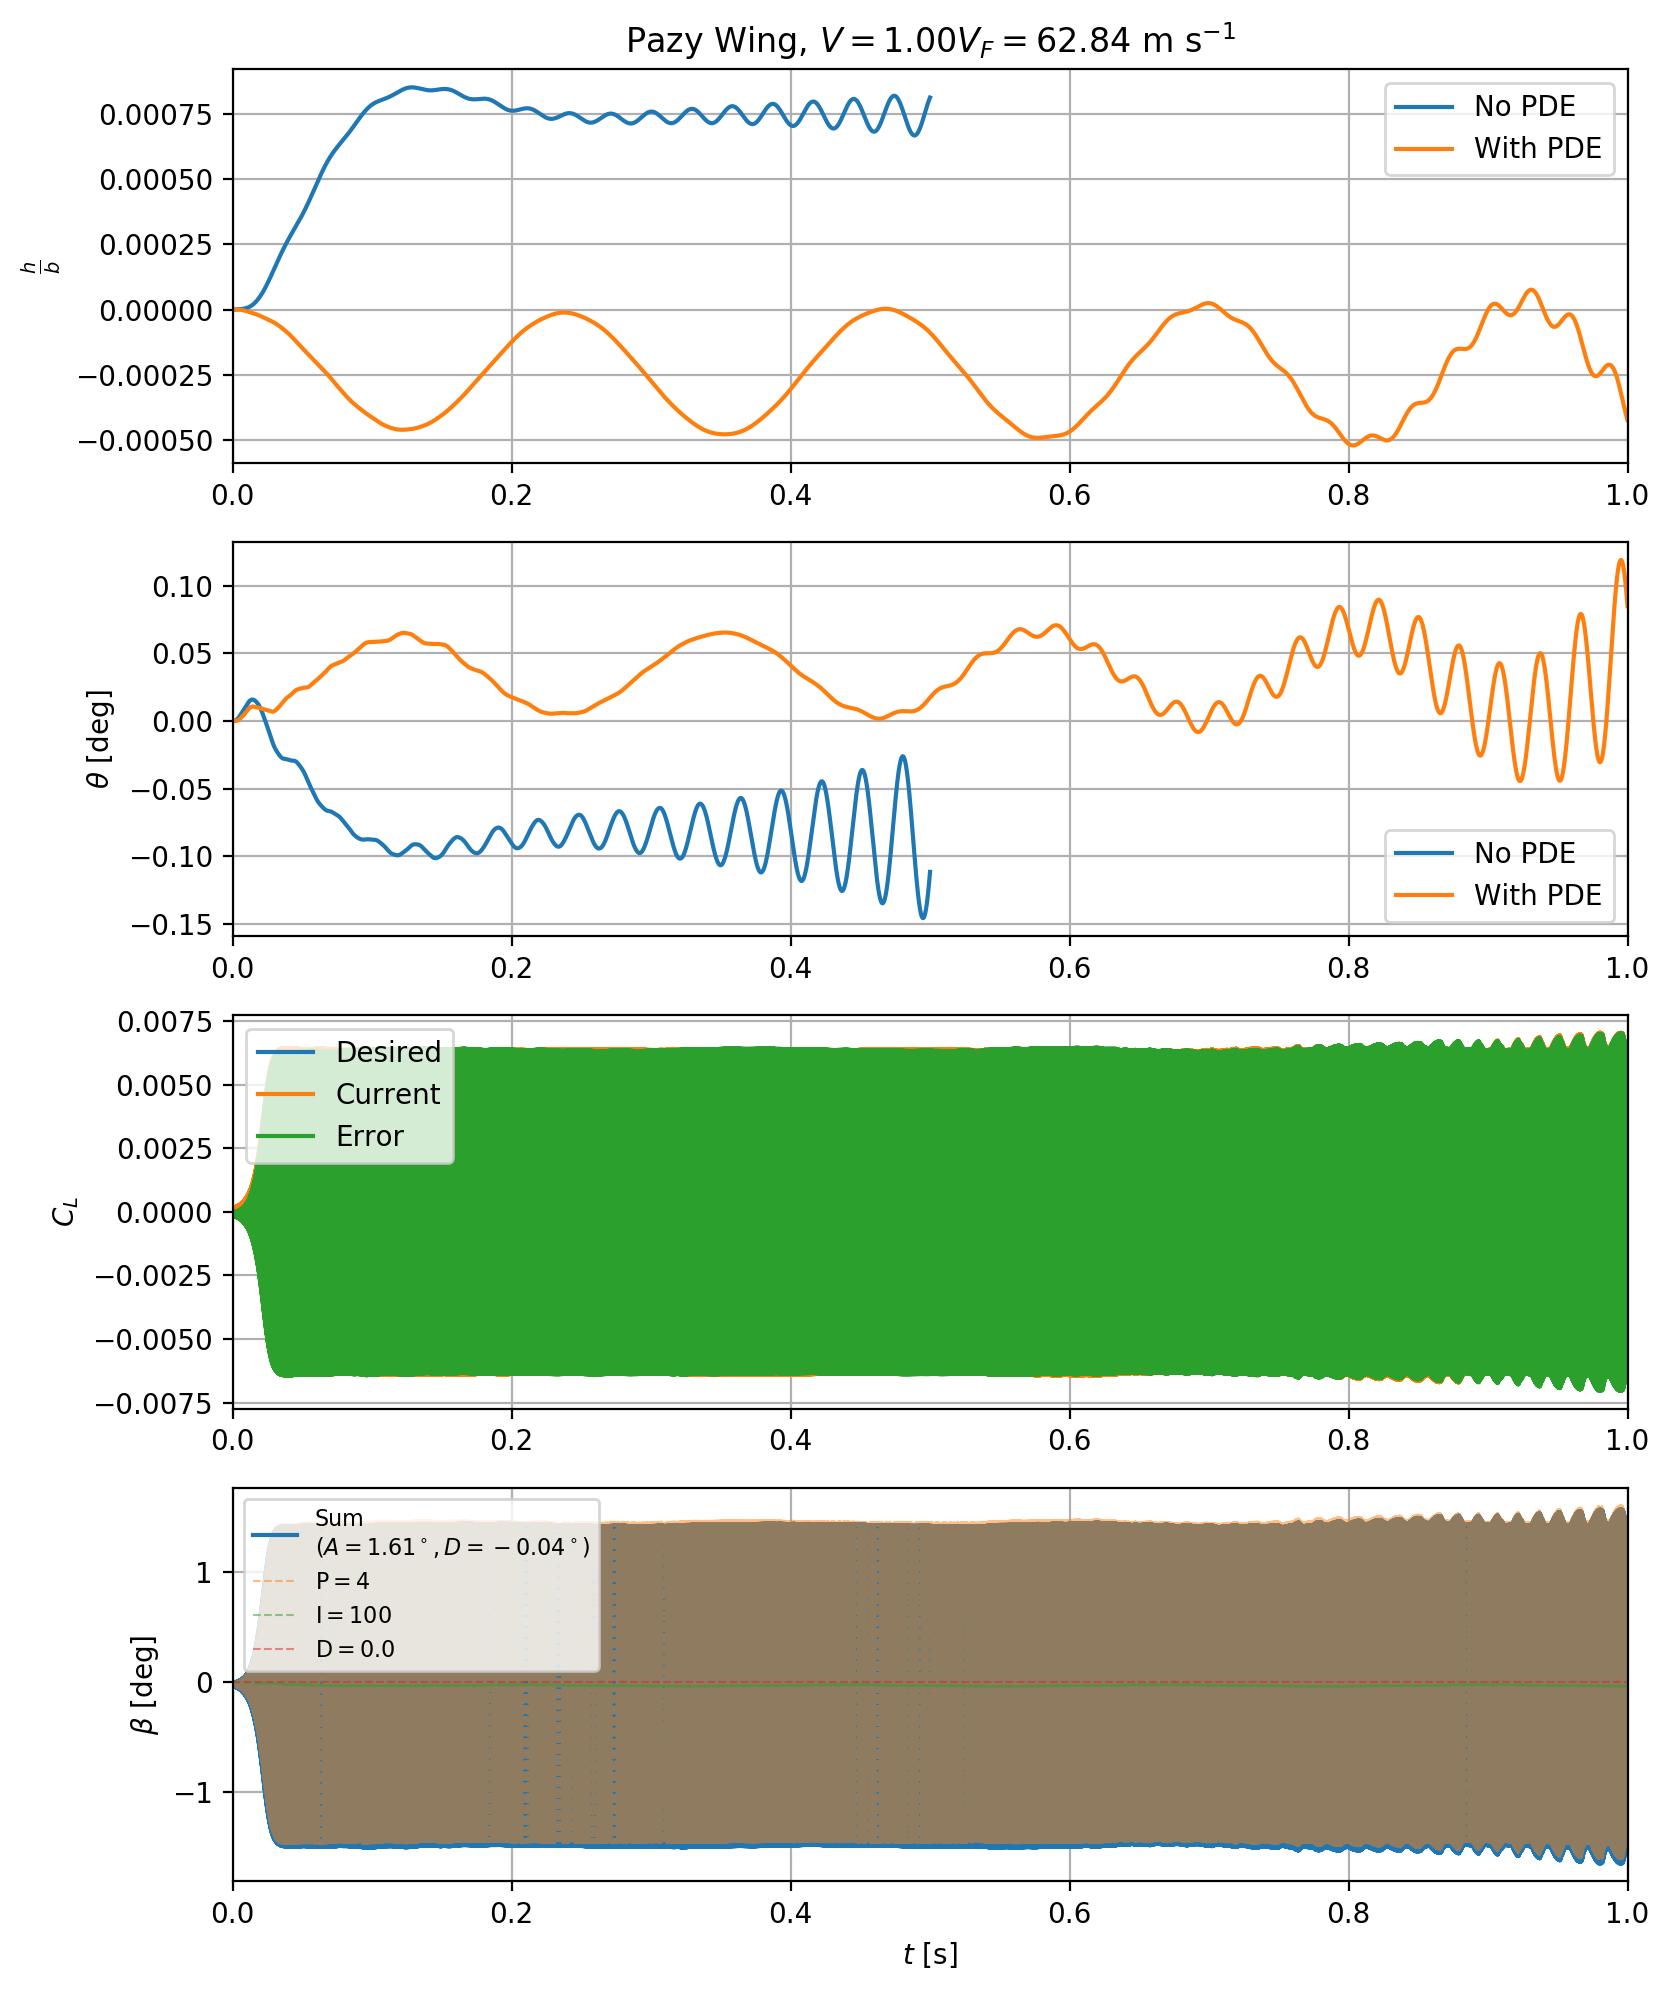 Pazy Wing, V = 1.00V_F = 62.84 m s⁻¹
0.00075
0.00050
0.00025
0.00000
−0.00025
−0.00050
h/b
No PDE
With PDE
0.0 0.2 0.4 0.6 0.8 1.0
0.10
0.05
0.00
−0.05
−0.10
−0.15
θ [deg]
No PDE
With PDE
0.0 0.2 0.4 0.6 0.8 1.0
0.0075
0.0050
0.0025
0.0000
−0.0025
−0.0050
−0.0075
C_L
Desired
Current
Error
0.0 0.2 0.4 0.6 0.8 1.0
1
0
−1
β [deg]
Sum
(A = 1.61°, D = −0.04°)
P = 4
I = 100
D = 0.0
0.0 0.2 0.4 0.6 0.8 1.0
t [s]